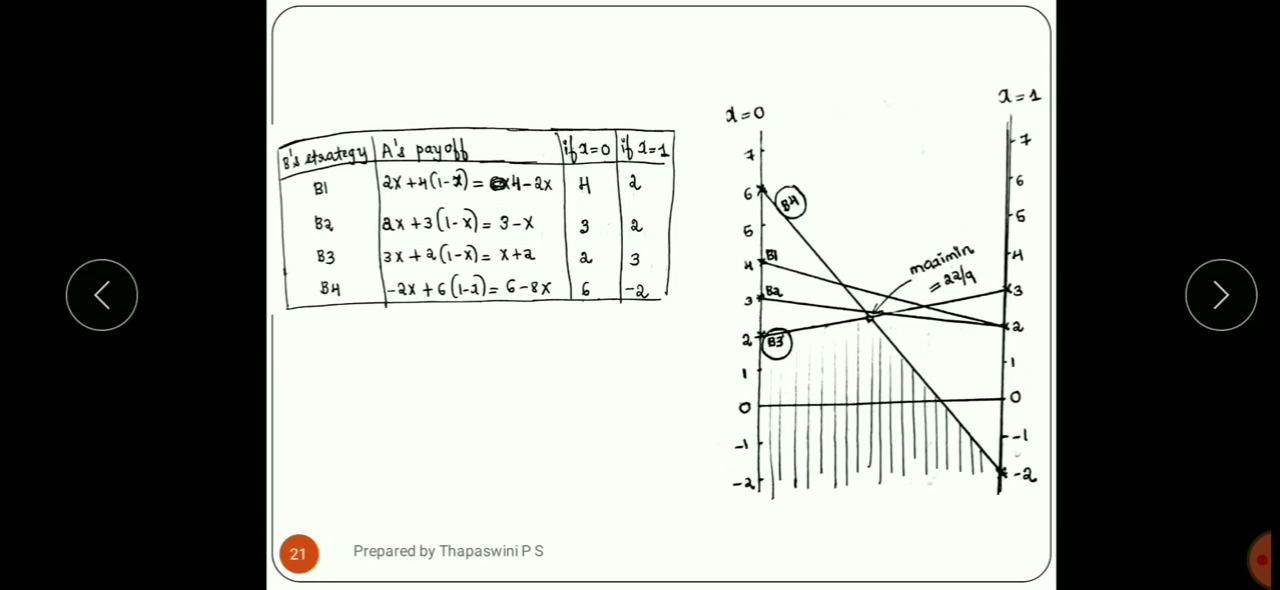 B's strategy A's payoff if x=0 if x=1
B1 2x+4(1-x) = 4-2x 4 2
B2 2x+3(1-x) = 3-x 3 2
B3 3x+2(1-x) = x+2 2 3
B4 -2x+6(1-x) = 6-8x 6 -2
x=0
x=1
7
6
5
4
3
2
1
0
-1
-2
7
6
5
4
3
2
1
0
-1
-2
B4
B1
B2
B3
maximin
= 22/9
21
Prepared by Thapaswini P S